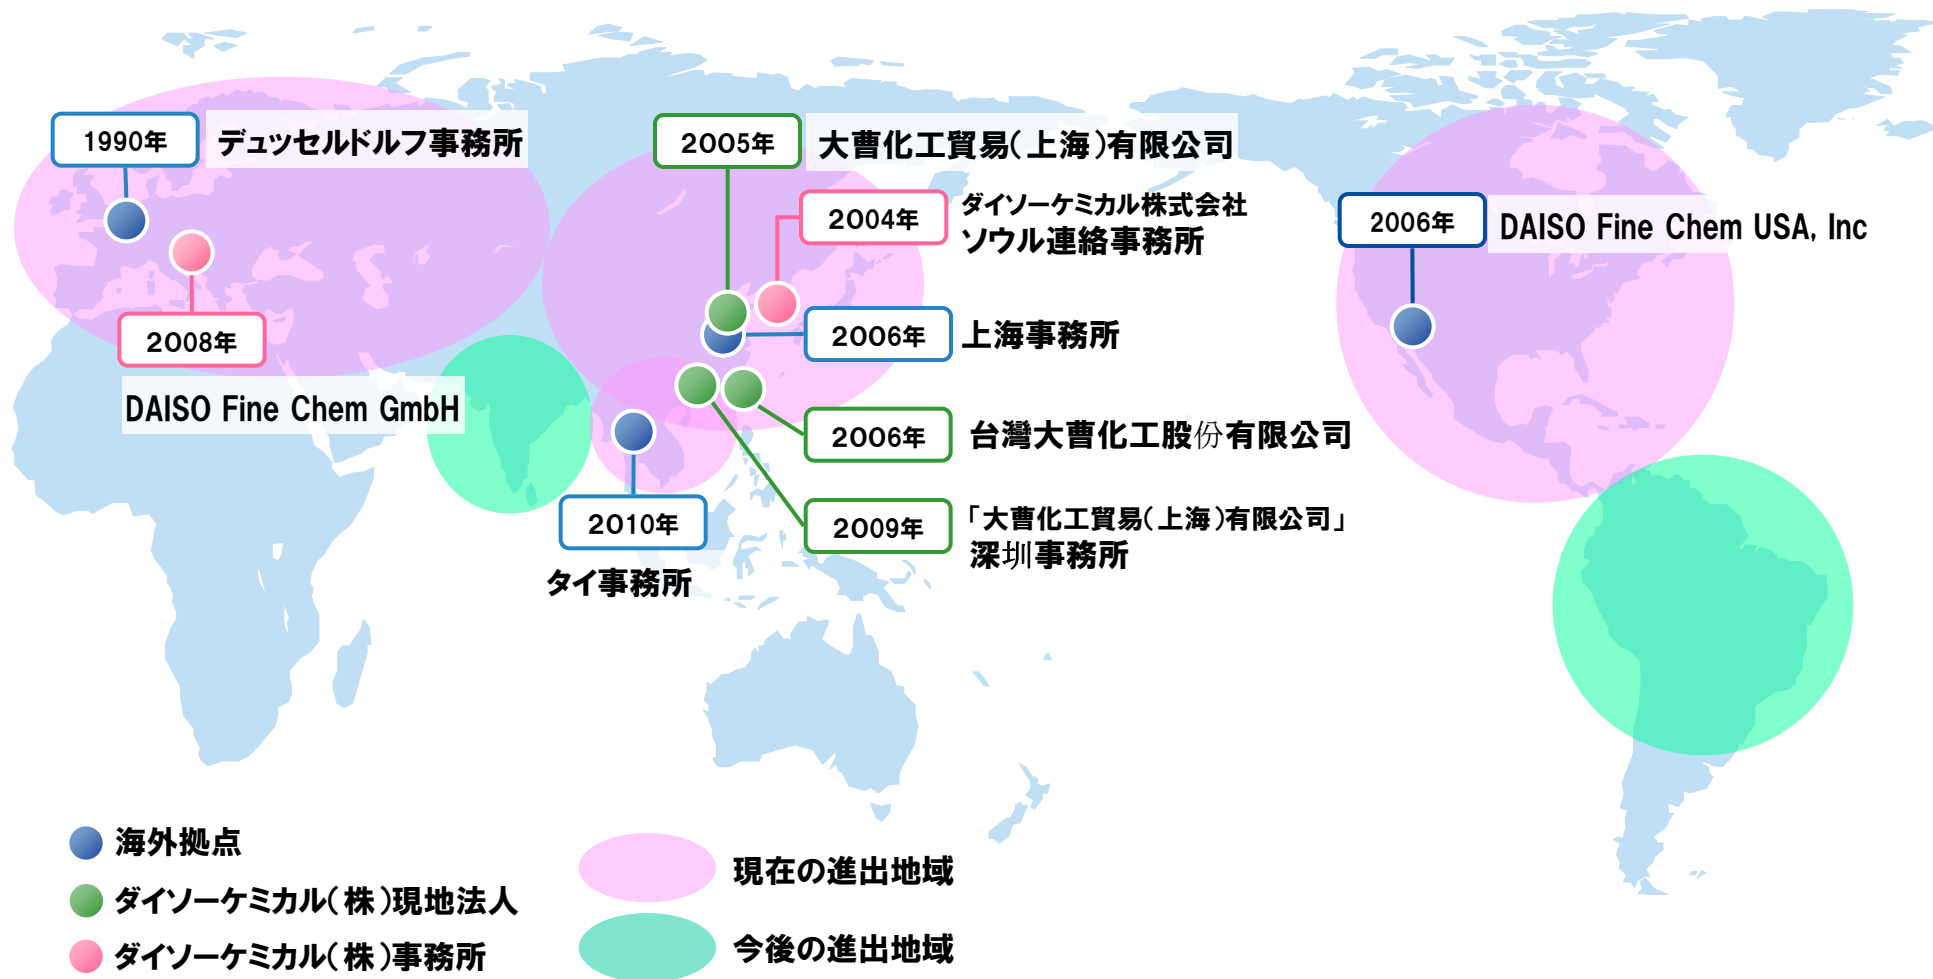 1990年
デュッセルドルフ事務所
2008年
DAISO Fine Chem GmbH
2005年
大曹化工貿易(上海)有限公司
2004年
ダイソーケミカル株式会社
ソウル連絡事務所
2006年
上海事務所
2006年
台灣大曹化工股份有限公司
2009年
「大曹化工貿易(上海)有限公司」
深圳事務所
2010年
タイ事務所
2006年
DAISO Fine Chem USA, Inc
海外拠点
ダイソーケミカル(株)現地法人
ダイソーケミカル(株)事務所
現在の進出地域
今後の進出地域